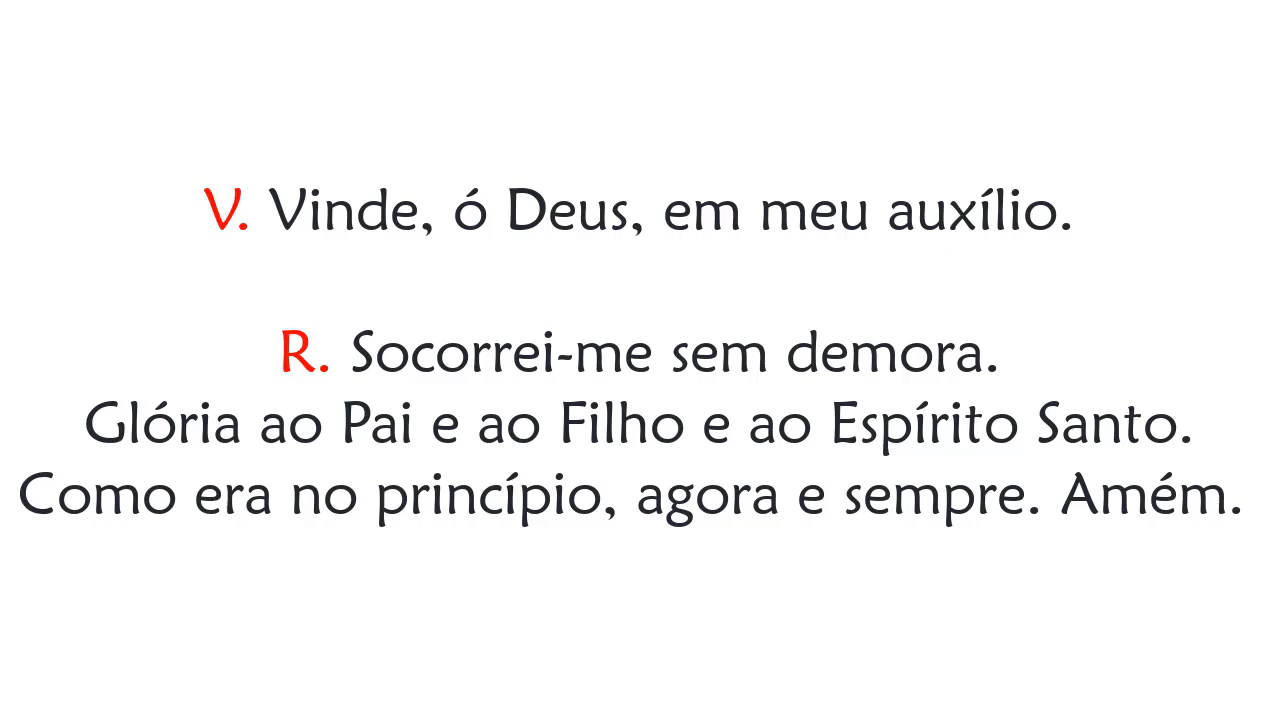 V. Vinde, ó Deus, em meu auxílio.
R. Socorrei-me sem demora.
Glória ao Pai e ao Filho e ao Espírito Santo.
Como era no princípio, agora e sempre. Amém.